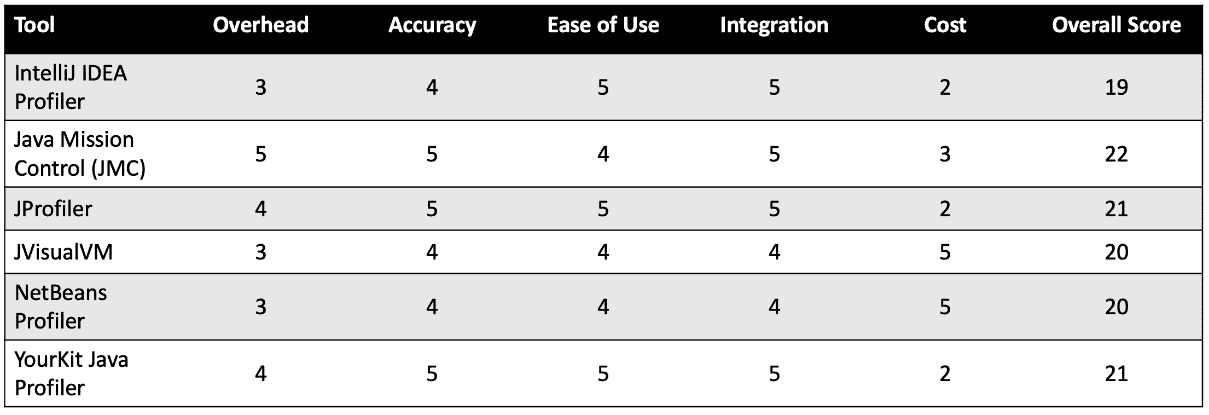 Tool Overhead Accuracy Ease of Use Integration Cost Overall Score
IntelliJ IDEA
Profiler 3 4 5 5 2 19
Java Mission
Control (JMC) 5 5 4 5 3 22
JProfiler 4 5 5 5 2 21
JVisualVM 3 4 4 4 5 20
NetBeans
Profiler 3 4 4 4 5 20
YourKit Java
Profiler 4 5 5 5 2 21